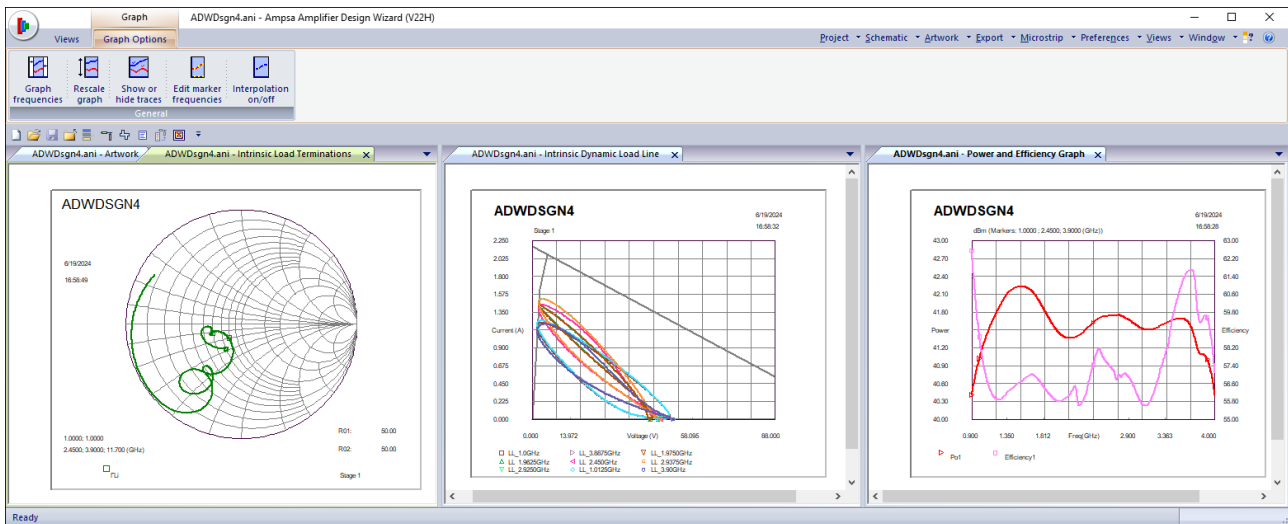 Graph
ADWDsgn4.ani - Ampsa Amplifier Design Wizard (V22H)
Views
Graph Options
Project
Schematic
Artwork
Export
Microstrip
Preferences
Views
Window
Graph frequencies
Rescale graph
Show or hide traces
Edit marker frequencies
Interpolation on/off
General
ADWDsgn4.ani - Artwork
ADWDsgn4.ani - Intrinsic Load Terminations
ADWDSGN4
6/19/2024
16:58:49
1.0000; 1.0000
2.4500; 3.9000; 11.700 (GHz)
ΓLi
R01: 50.00
R02: 50.00
Stage 1
ADWDsgn4.ani - Intrinsic Dynamic Load Line
ADWDSGN4
6/19/2024
16:58:32
Stage 1
2.250
2.025
1.800
1.575
1.350
Current (A)
0.900
0.675
0.450
0.225
0.000
0.000 13.972 Voltage (V) 58.095 88.000
LL_1.0GHz LL_3.8875GHz LL_1.9750GHz
LL_1.9625GHz LL_2.450GHz LL_2.9375GHz
LL_2.9250GHz LL_1.0125GHz LL_3.90GHz
ADWDsgn4.ani - Power and Efficiency Graph
ADWDSGN4
6/19/2024
16:58:28
dBm (Markers: 1.0000 ; 2.4500; 3.9000 (GHz))
43.00 63.00
42.70 62.20
42.40 61.40
42.10 60.60
41.80 59.80
Power Efficiency
41.20 58.20
40.90 57.40
40.60 56.60
40.30 55.80
40.00 55.00
0.900 1.350 1.812 Freq(GHz) 2.900 3.363 4.000
Po1 Efficiency1
Ready